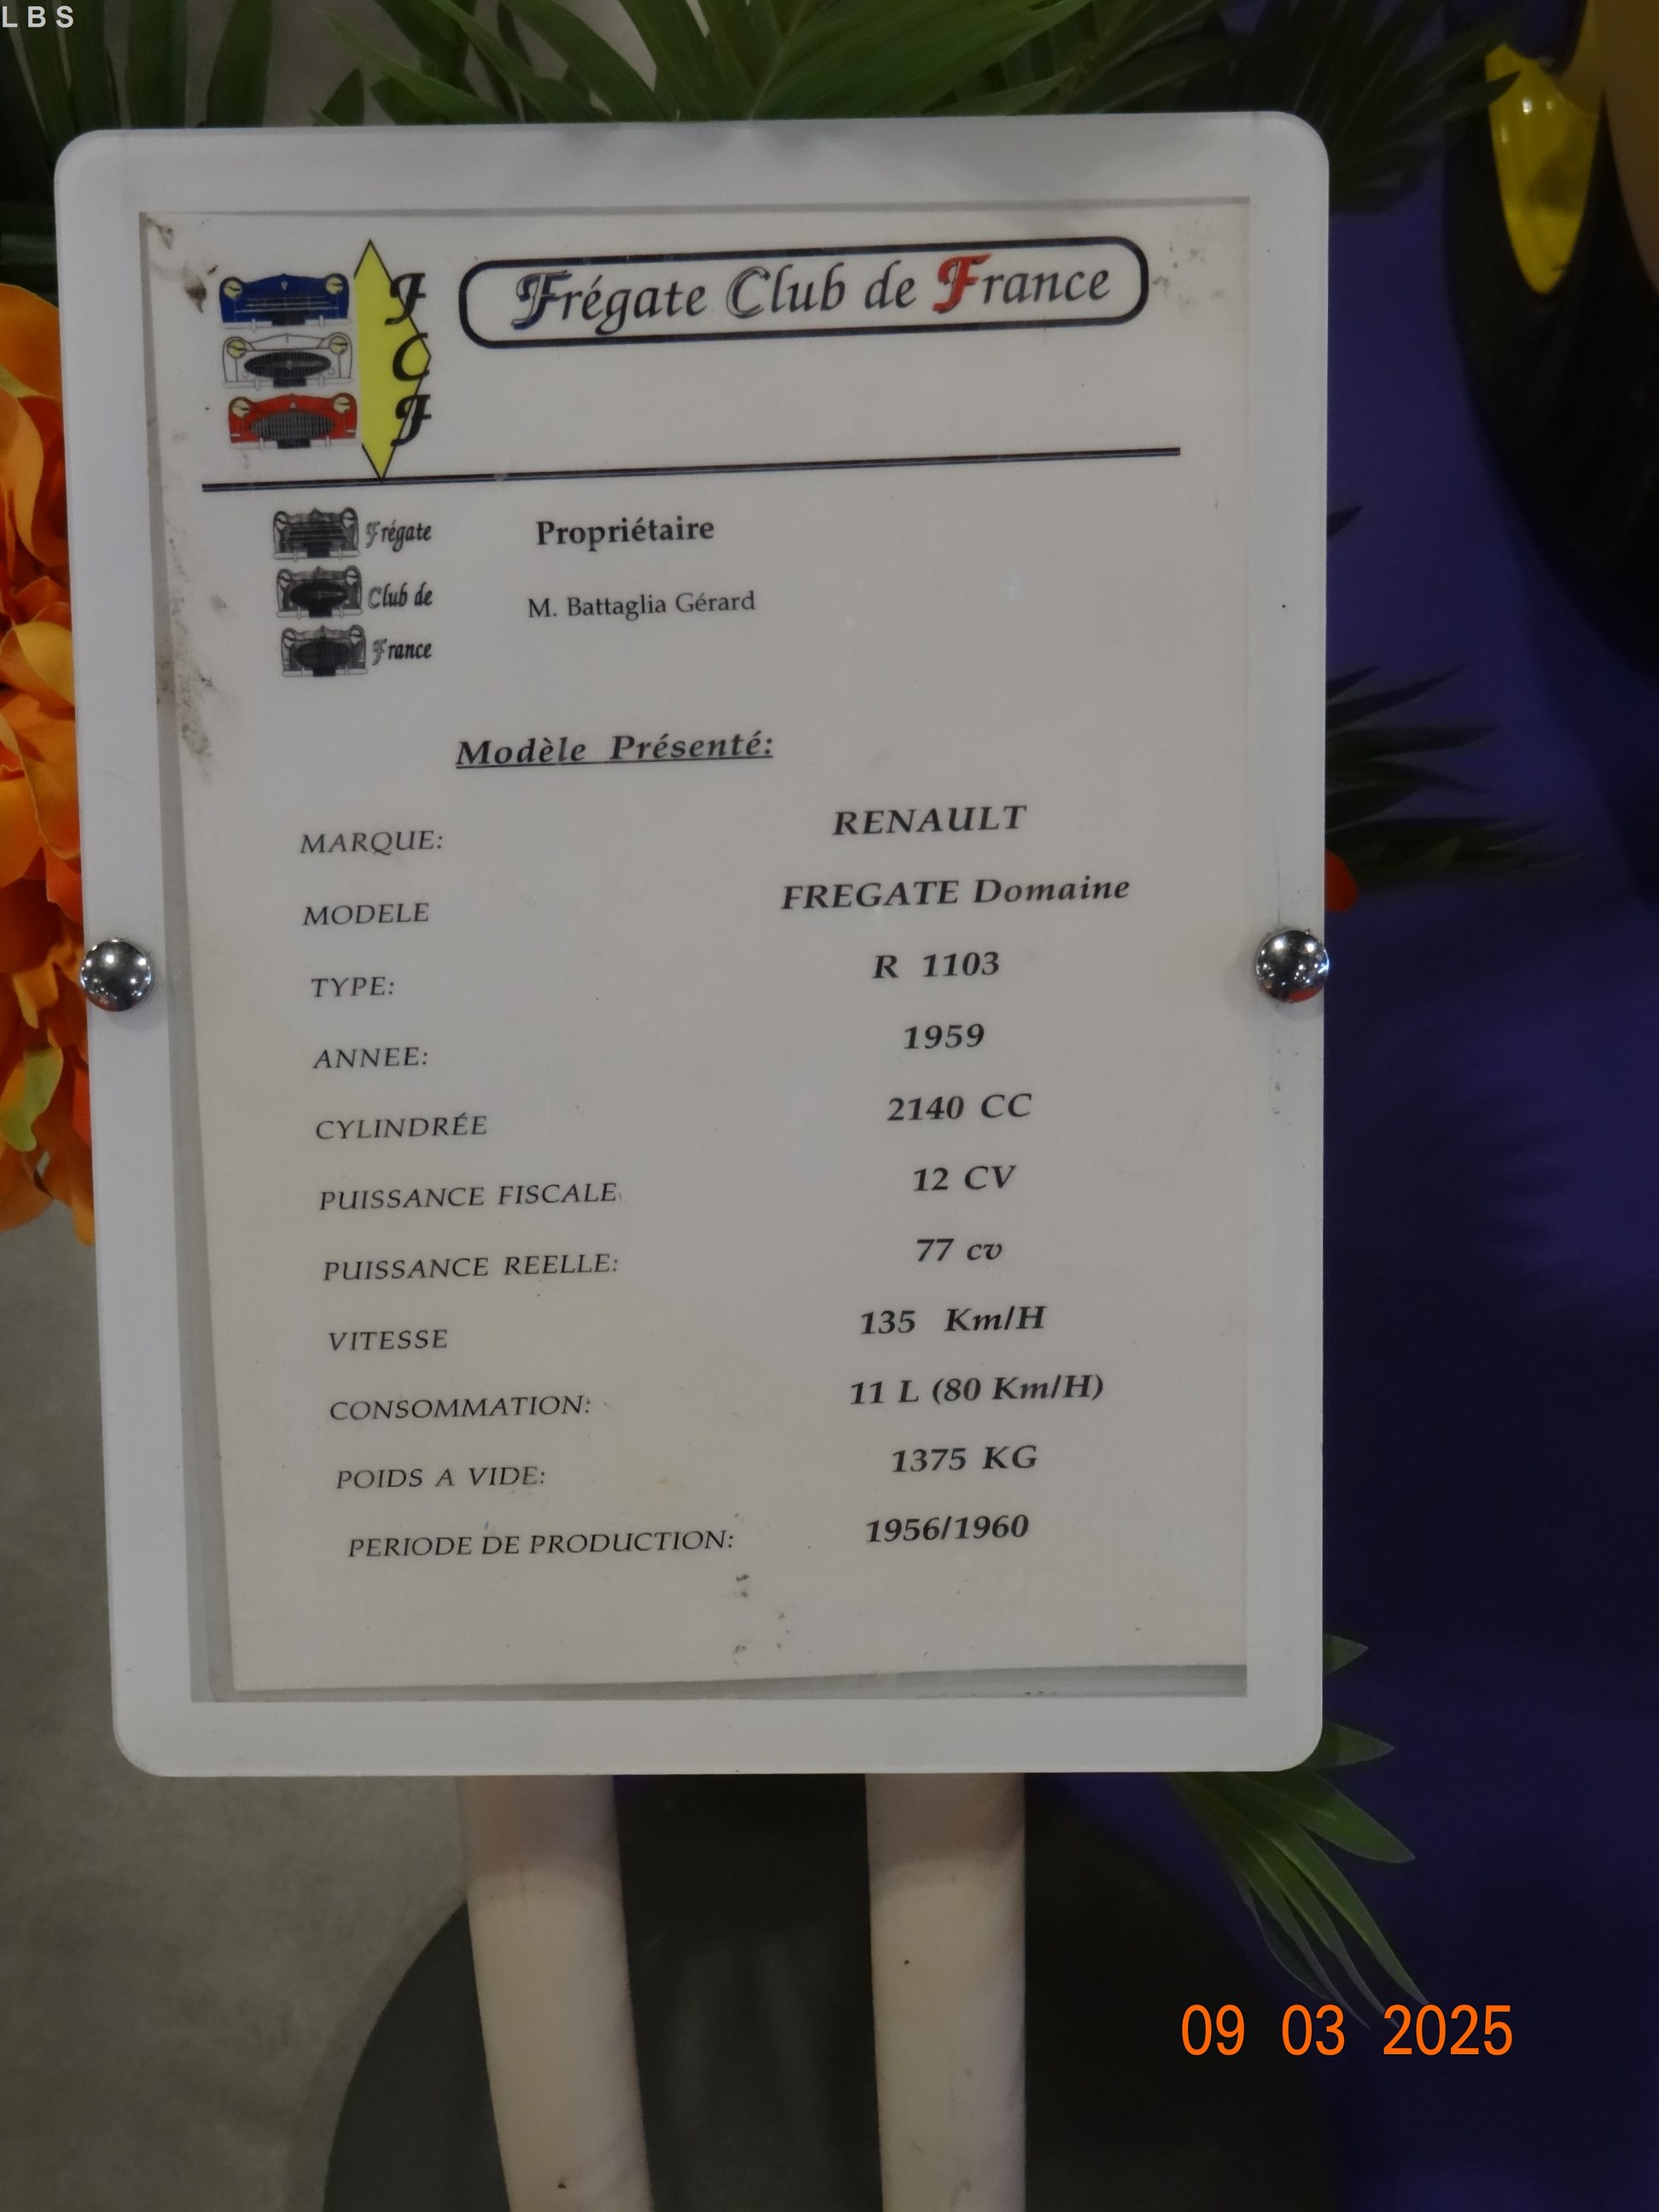 LBS
F
C
F
Frégate Club de France
Frégate
Club de
France
Propriétaire
M. Battaglia Gérard
Modèle Présenté:
MARQUE: RENAULT
MODELE FREGATE Domaine
TYPE: R 1103
ANNEE: 1959
CYLINDRÉE 2140 CC
PUISSANCE FISCALE: 12 CV
PUISSANCE REELLE: 77 cv
VITESSE 135 Km/H
CONSOMMATION: 11 L (80 Km/H)
POIDS A VIDE: 1375 KG
PERIODE DE PRODUCTION: 1956/1960
09 03 2025